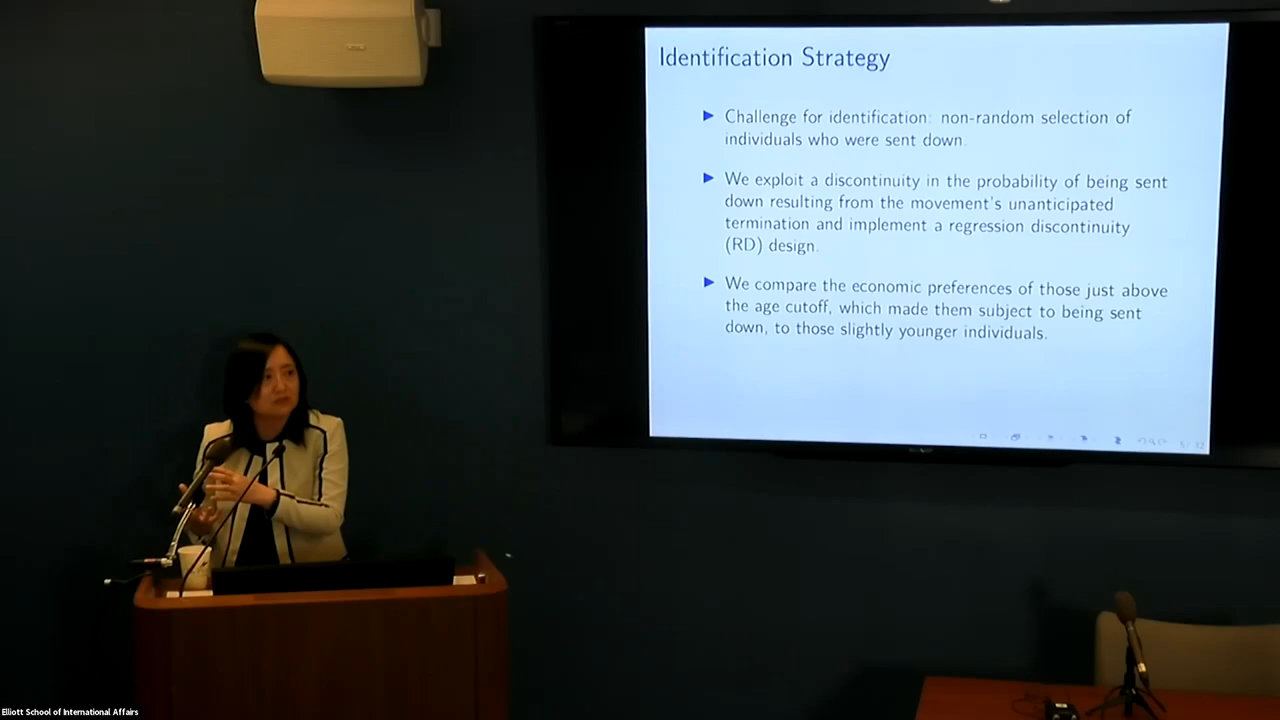 Identification Strategy
Challenge for identification: non-random selection of
individuals who were sent down.
We exploit a discontinuity in the probability of being sent
down resulting from the movement's unanticipated
termination and implement a regression discontinuity
(RD) design.
We compare the economic preferences of those just above
the age cutoff, which made them subject to being sent
down, to those slightly younger individuals.
Elliott School of International Affairs